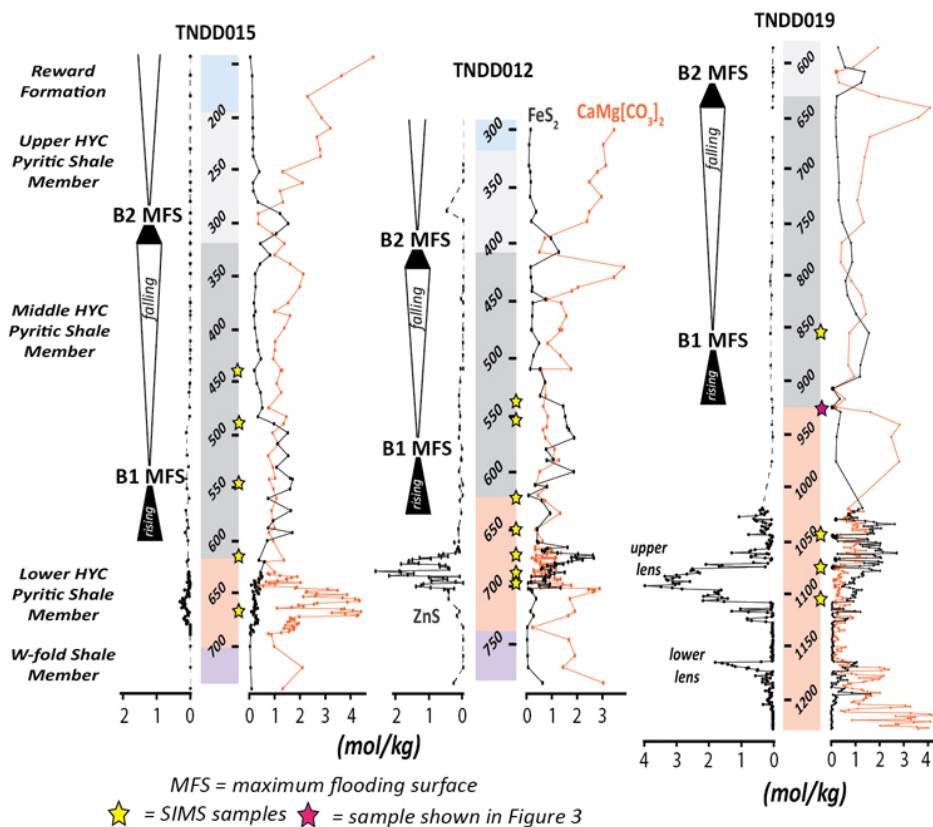 TNDD015
TNDD012
TNDD019
Reward
Formation
Upper HYC
Pyritic Shale
Member
Middle HYC
Pyritic Shale
Member
Lower HYC
Pyritic Shale
Member
W-fold Shale
Member
B2 MFS
falling
B1 MFS
rising
200
250
300
350
400
450
500
550
600
650
700
2 1 0
0 1 2 3 4
FeS2
CaMg[CO3]2
B2 MFS
falling
B1 MFS
rising
ZnS
300
350
400
450
500
550
600
650
700
750
2 1 0
0 1 2 3
B2 MFS
falling
B1 MFS
rising
upper
lens
lower
lens
600
650
700
750
800
850
900
950
1000
1050
1100
1150
1200
4 3 2 1 0
0 1 2 3 4
(mol/kg)
(mol/kg)
(mol/kg)
MFS = maximum flooding surface
= SIMS samples
= sample shown in Figure 3